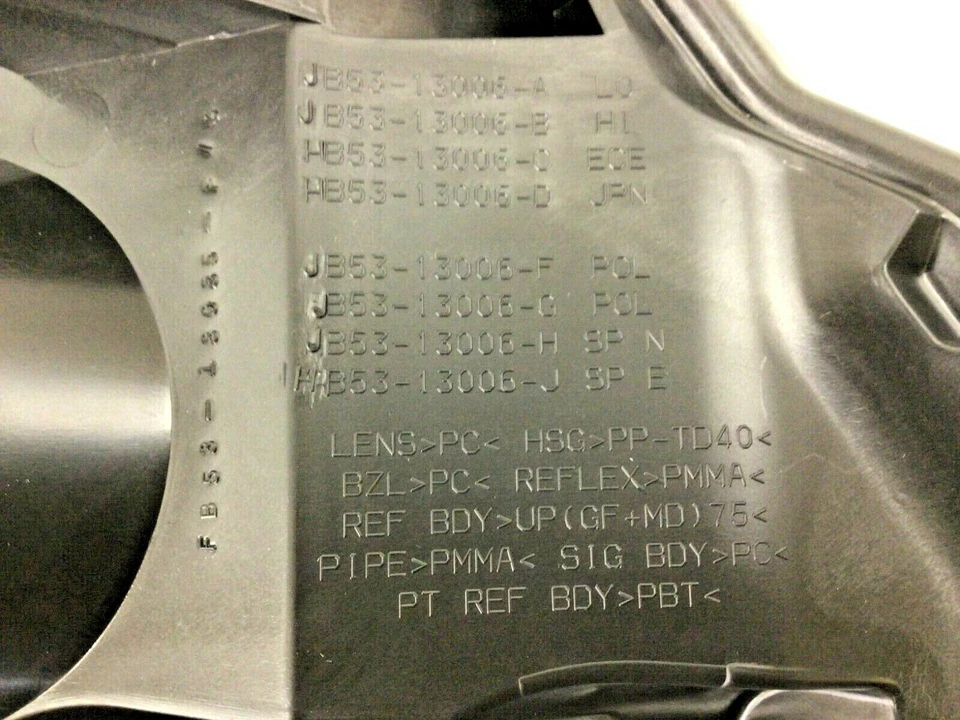 JB53-13006-A LO
JB53-13006-B HI
HB53-13006-C ECE
HB53-13006-D JPN
JB53-13006-F POL
JB53-13006-G POL
JB53-13006-H SP N
HB53-13006-J SP E
LENS>PC< HSG>PP-TD40<
BZL>PC< REFLEX>PMMA<
REF BDY>UP(GF+MD)75<
PIPE>PMMA< SIG BDY>PC<
PT REF BDY>PBT<